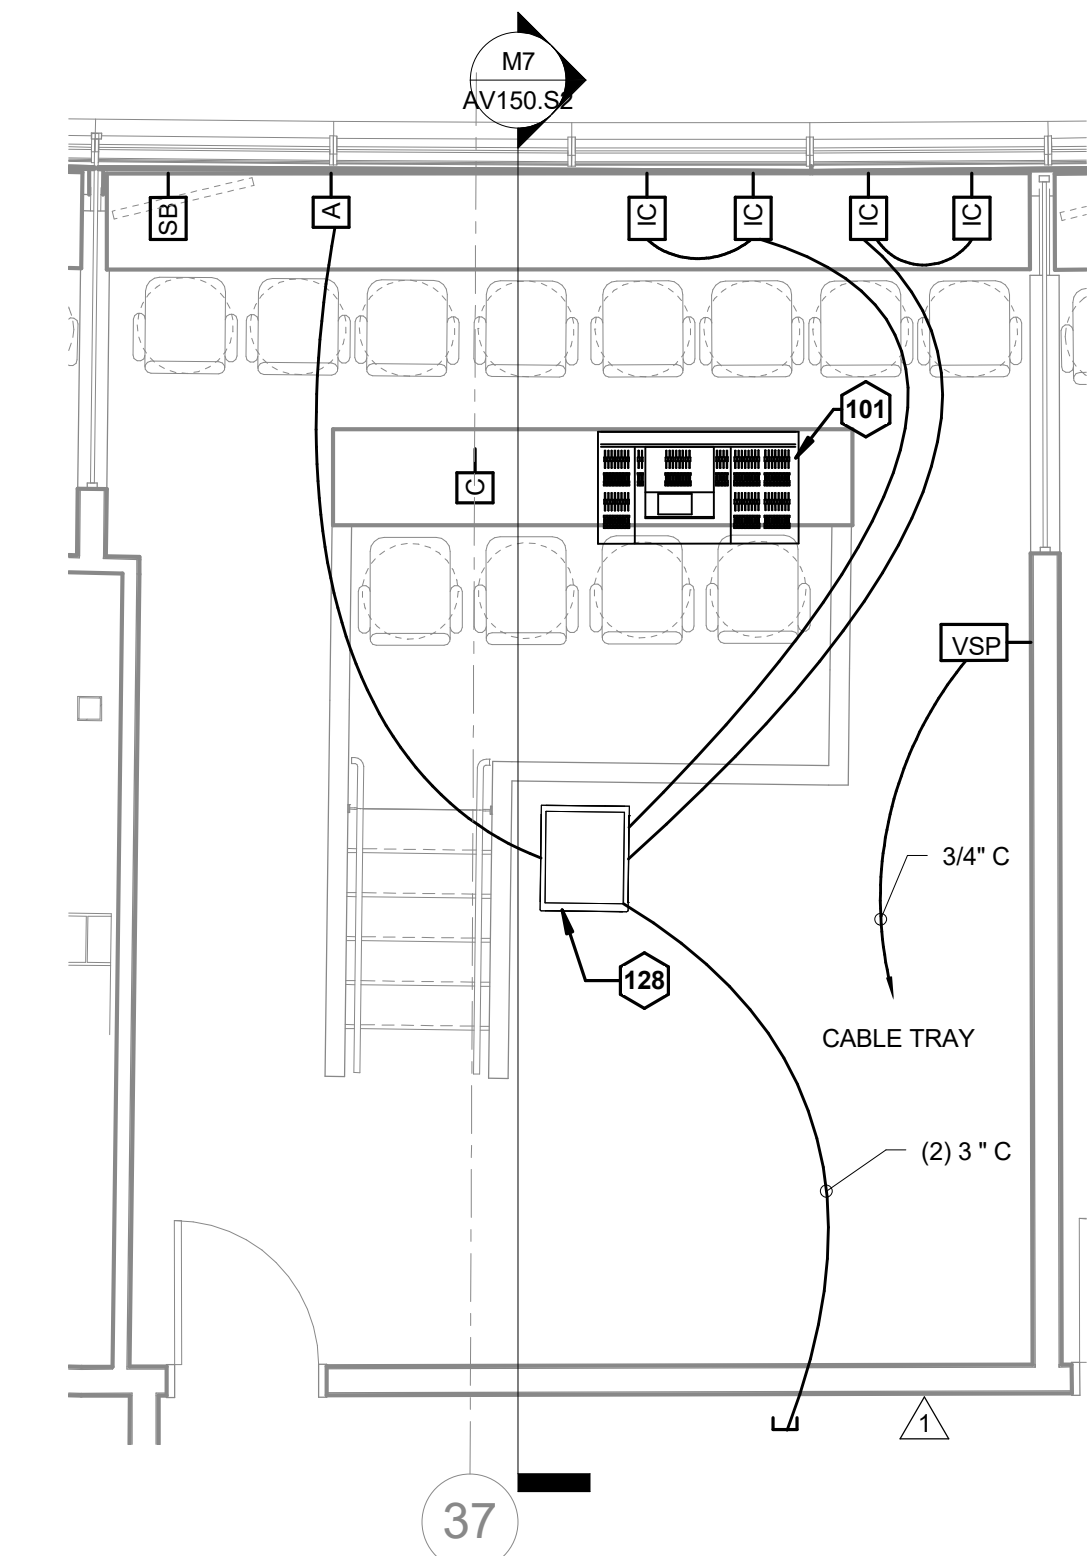 M7
AV150.S2
SB
A
IC
IC
IC
IC
101
C
VSP
3/4" C
128
CABLE TRAY
(2) 3 " C
1
37